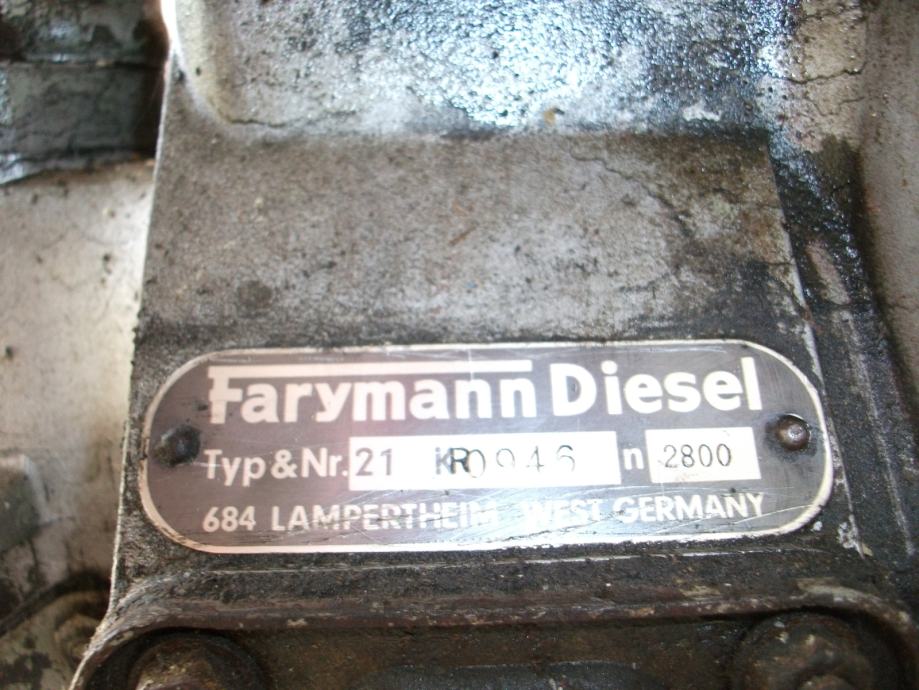 Farymann Diesel
Typ & Nr. 21 KR0946 n 2800
684 LAMPERTHEIM WEST GERMANY